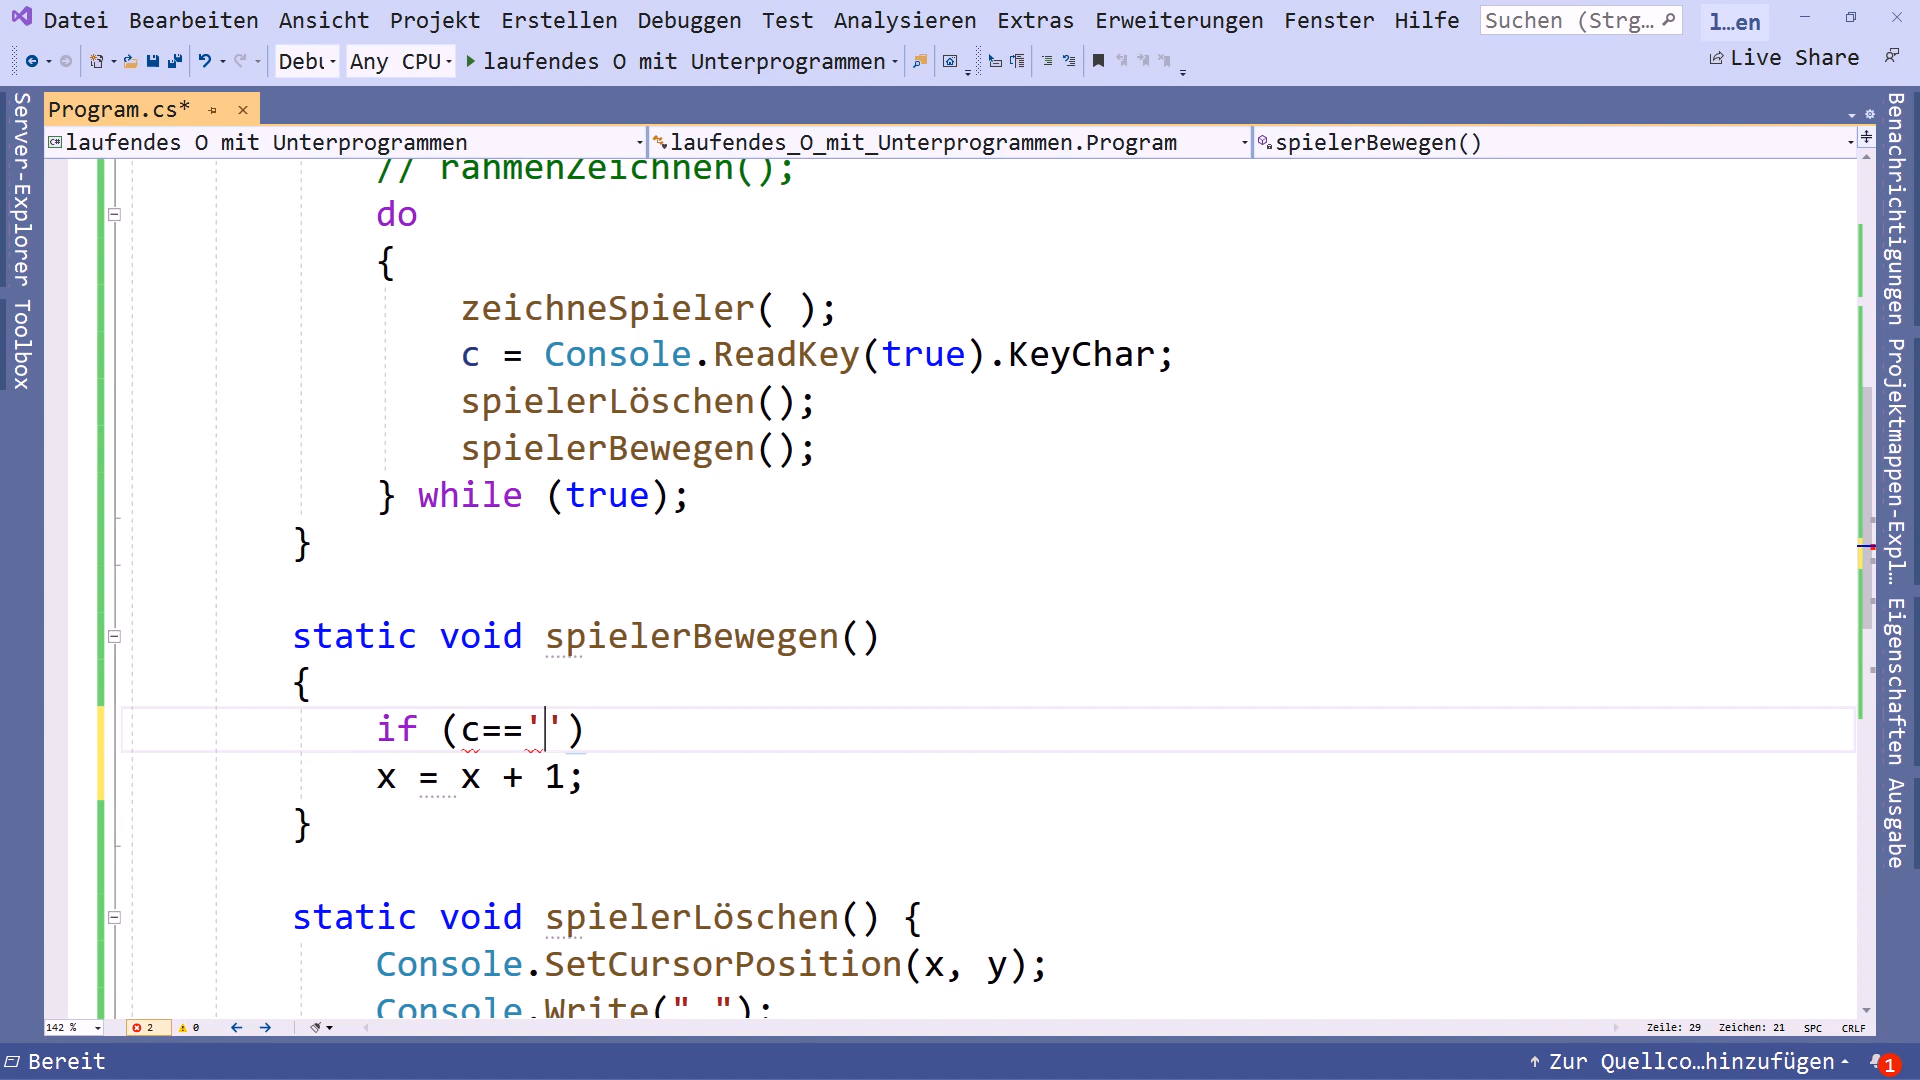 Datei Bearbeiten Ansicht Projekt Erstellen Debuggen Test Analysieren Extras Erweiterungen Fenster Hilfe Suchen (Strg... l...en
Debu Any CPU laufendes O mit Unterprogrammen Live Share
Program.cs*
laufendes O mit Unterprogrammen laufendes_O_mit_Unterprogrammen.Program spielerBewegen()
Server-Explorer Toolbox
// rahmenZeichnen();
do
{
zeichneSpieler( );
c = Console.ReadKey(true).KeyChar;
spielerLöschen();
spielerBewegen();
} while (true);
}
static void spielerBewegen()
{
if (c=='')
x = x + 1;
}
static void spielerLöschen() {
Console.SetCursorPosition(x, y);
Console.Write(" ");
Benachrichtigungen Projektmappen-Expl... Eigenschaften Ausgabe
142 % 2 0 Zeile: 29 Zeichen: 21 SPC CRLF
Bereit Zur Quellco...hinzufügen 1